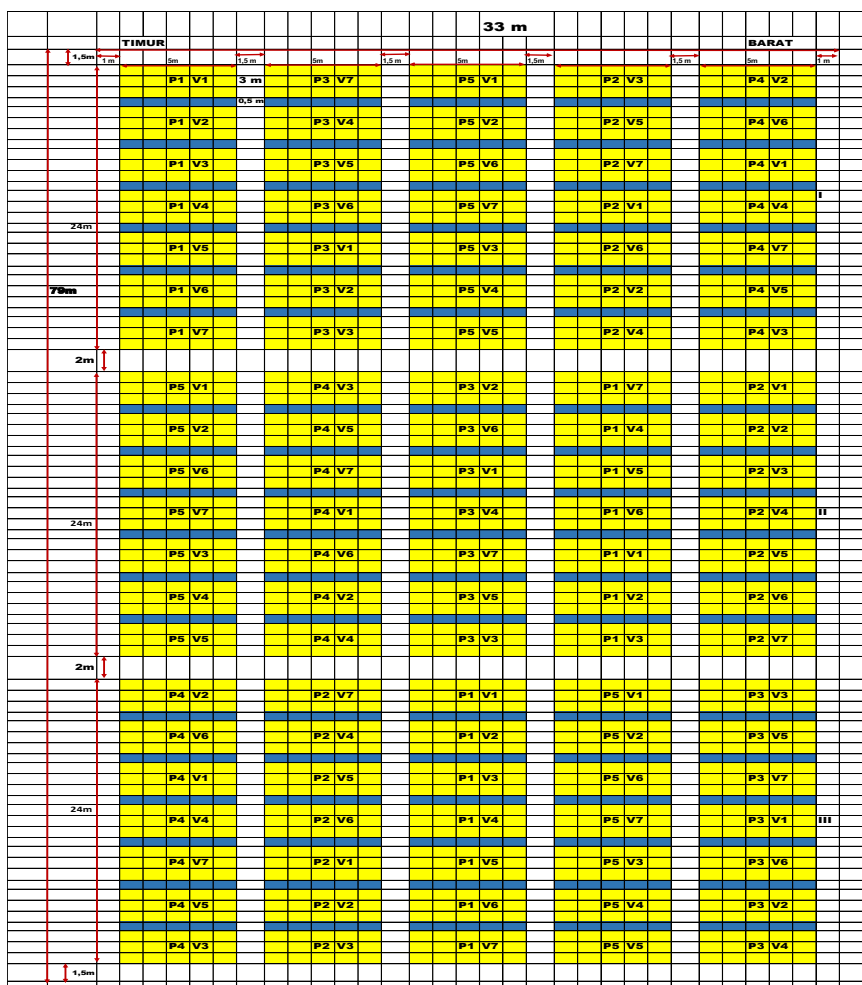 33 m
TIMUR BARAT
1,5m
1 m 5m 1,5 m 5m 1,5 m 5m 1,5m 5m 1,5 m 5m 1 m
P1 V1 3 m P3 V7 P5 V1 P2 V3 P4 V2
0,5 m
P1 V2 P3 V4 P5 V2 P2 V5 P4 V6
P1 V3 P3 V5 P5 V6 P2 V7 P4 V1
I
P1 V4 P3 V6 P5 V7 P2 V1 P4 V4
24m
P1 V5 P3 V1 P5 V3 P2 V6 P4 V7
79m P1 V6 P3 V2 P5 V4 P2 V2 P4 V5
P1 V7 P3 V3 P5 V5 P2 V4 P4 V3
2m
P5 V1 P4 V3 P3 V2 P1 V7 P2 V1
P5 V2 P4 V5 P3 V6 P1 V4 P2 V2
P5 V6 P4 V7 P3 V1 P1 V5 P2 V3
P5 V7 P4 V1 P3 V4 P1 V6 P2 V4 II
24m
P5 V3 P4 V6 P3 V7 P1 V1 P2 V5
P5 V4 P4 V2 P3 V5 P1 V2 P2 V6
P5 V5 P4 V4 P3 V3 P1 V3 P2 V7
2m
P4 V2 P2 V7 P1 V1 P5 V1 P3 V3
P4 V6 P2 V4 P1 V2 P5 V2 P3 V5
P4 V1 P2 V5 P1 V3 P5 V6 P3 V7
24m
P4 V4 P2 V6 P1 V4 P5 V7 P3 V1 III
P4 V7 P2 V1 P1 V5 P5 V3 P3 V6
P4 V5 P2 V2 P1 V6 P5 V4 P3 V2
P4 V3 P2 V3 P1 V7 P5 V5 P3 V4
1,5m